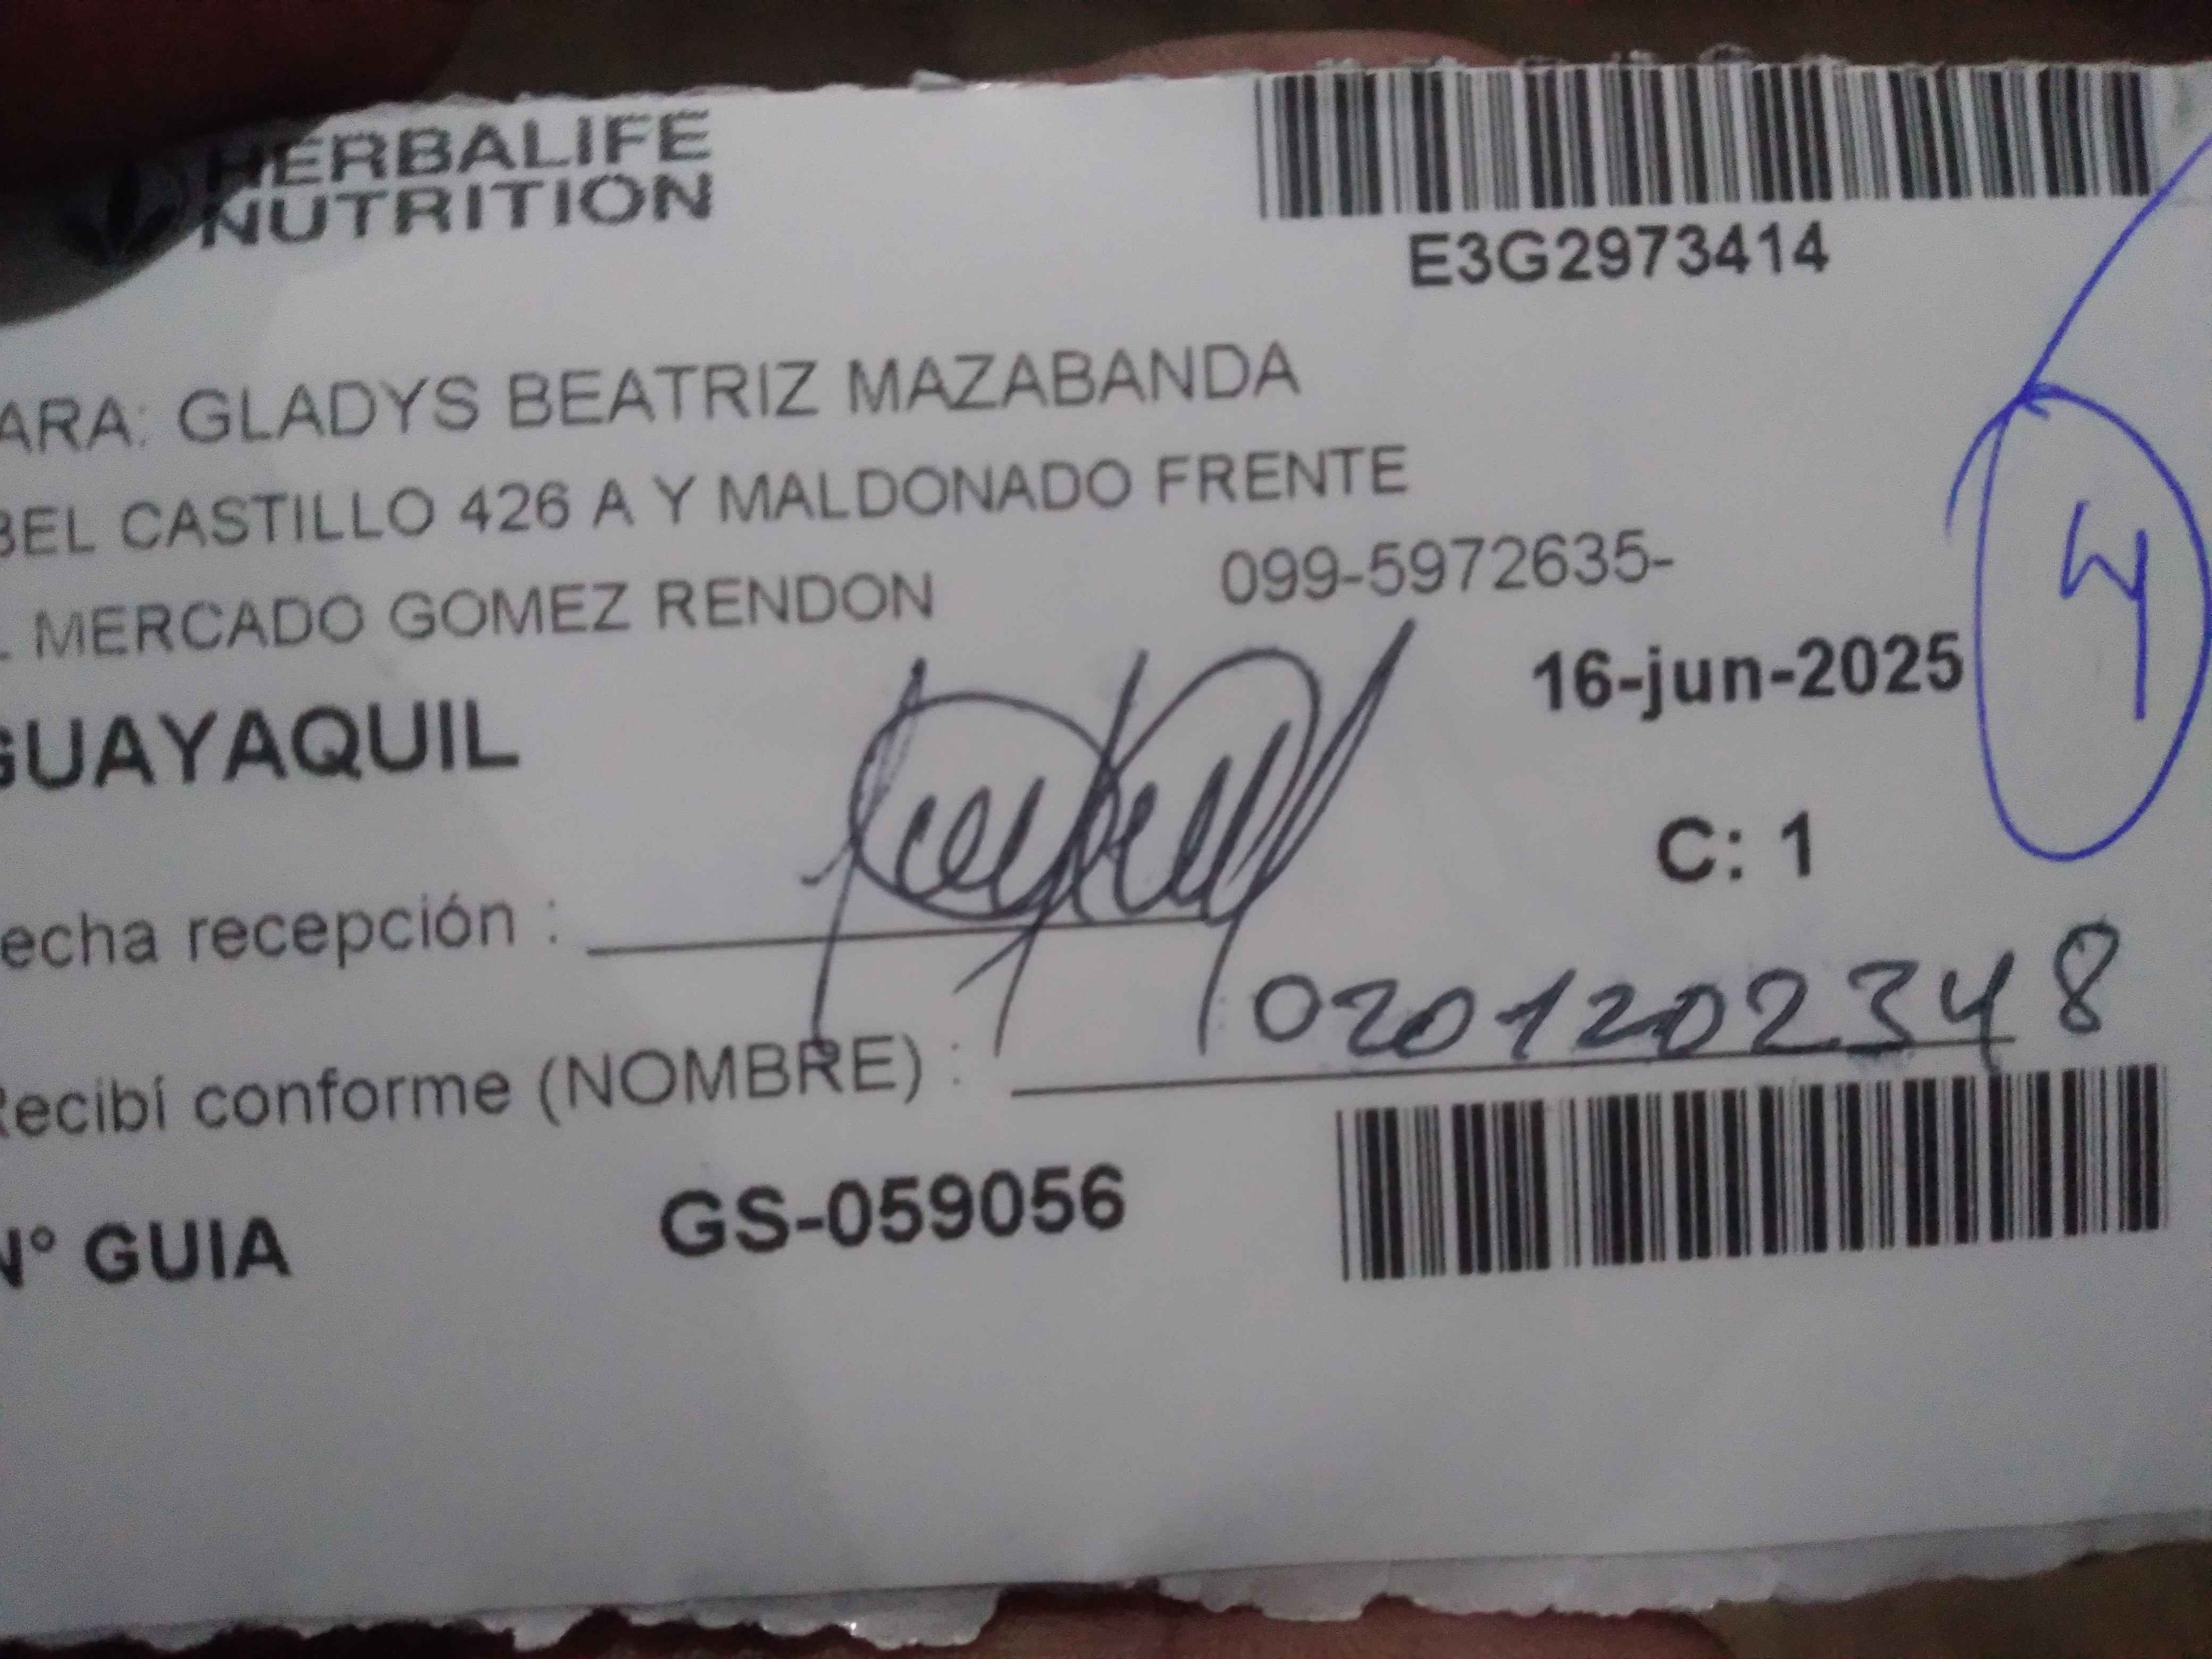 HERBALIFE
NUTRITION
E3G2973414
ARA: GLADYS BEATRIZ MAZABANDA
BEL CASTILLO 426 A Y MALDONADO FRENTE
L MERCADO GOMEZ RENDON 099-5972635-
16-jun-2025
GUAYAQUIL
C: 1
echa recepción :
0201202348
Recibí conforme (NOMBRE) :
N° GUIA GS-059056